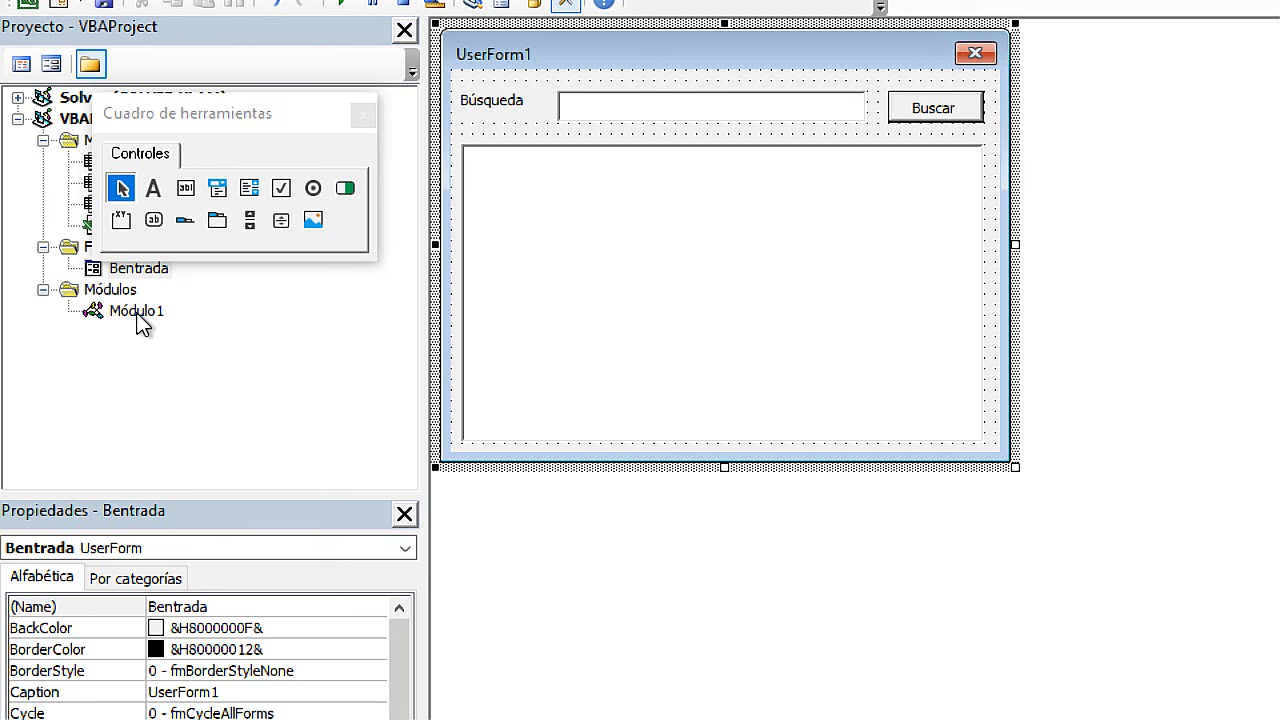 Proyecto - VBAProject
Cuadro de herramientas
Controles
Bentrada
Módulos
Módulo1
Propiedades - Bentrada
Bentrada UserForm
Alfabética
Por categorías
(Name) Bentrada
BackColor &H8000000F&
BorderColor &H80000012&
BorderStyle 0 - fmBorderStyleNone
Caption UserForm1
Cycle 0 - fmCycleAllForms
UserForm1
Búsqueda
Buscar